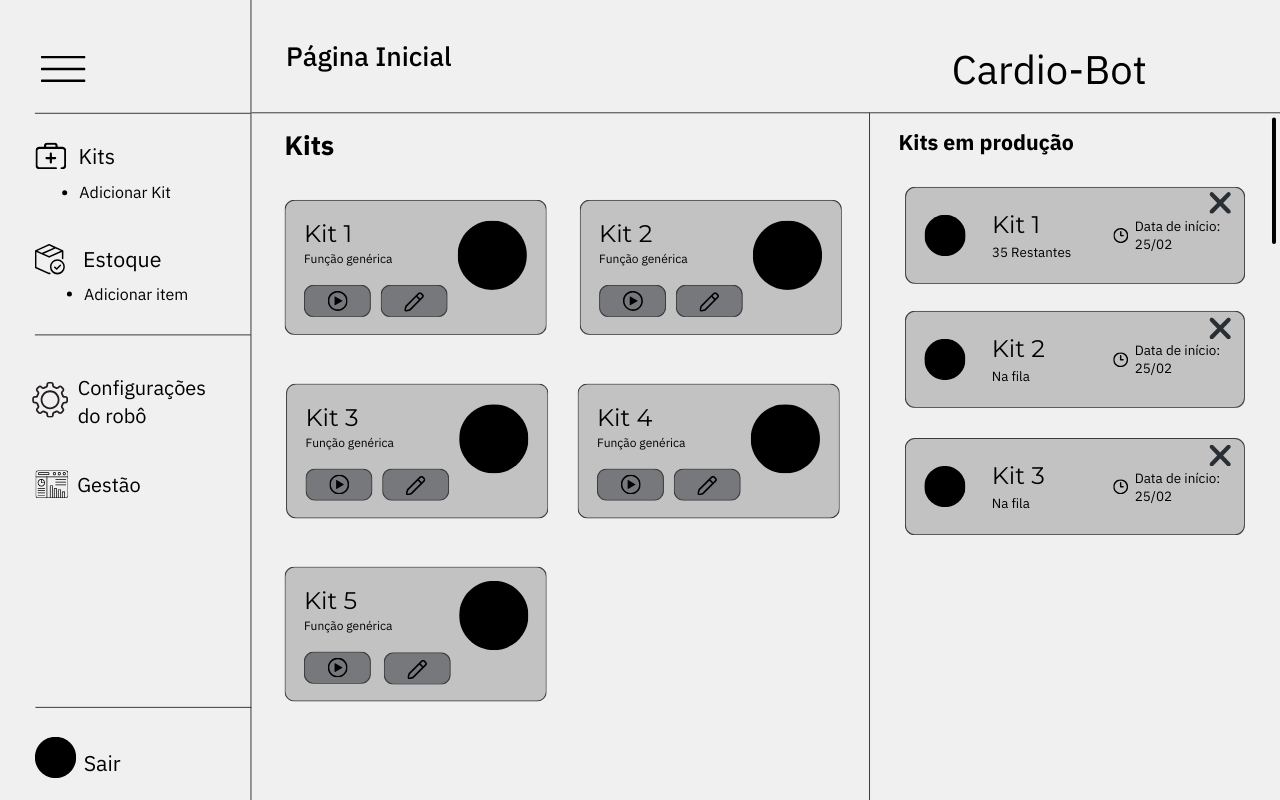 Página Inicial
Cardio-Bot
Kits
Adicionar Kit
Estoque
Adicionar item
Configurações
do robô
Gestão
Sair
Kits
Kit 1
Função genérica
Kit 2
Função genérica
Kit 3
Função genérica
Kit 4
Função genérica
Kit 5
Função genérica
Kits em produção
Kit 1
35 Restantes
Data de início:
25/02
Kit 2
Na fila
Data de início:
25/02
Kit 3
Na fila
Data de início:
25/02